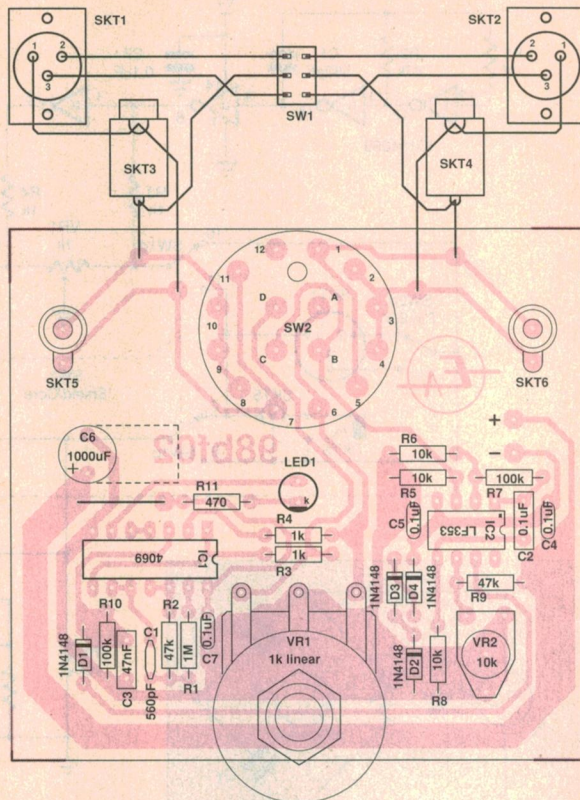 SKT1
SKT2
1
2
3
2
1
3
SW1
SKT3
SKT4
12
1
11
2
D
A
10
SW2
3
C
B
9
4
8
5
7
6
SKT5
SKT6
EA
C6
1000uF
+
98bf02
LED1
k
R11
470
R4
1k
1k
R3
R6
10k
10k
R5
+
-
100k
R7
C5
0.1uF
LF353
IC2
0.1uF
C2
0.1uF
C4
4069
IC1
1N4148
D3
D4
47k
R9
1N4148
D1
R10
100k
47nF
C3
C1
560pF
R2
47k
1M
R1
0.1uF
C7
VR1
1k linear
1N4148
D2
10k
R8
VR2
10k